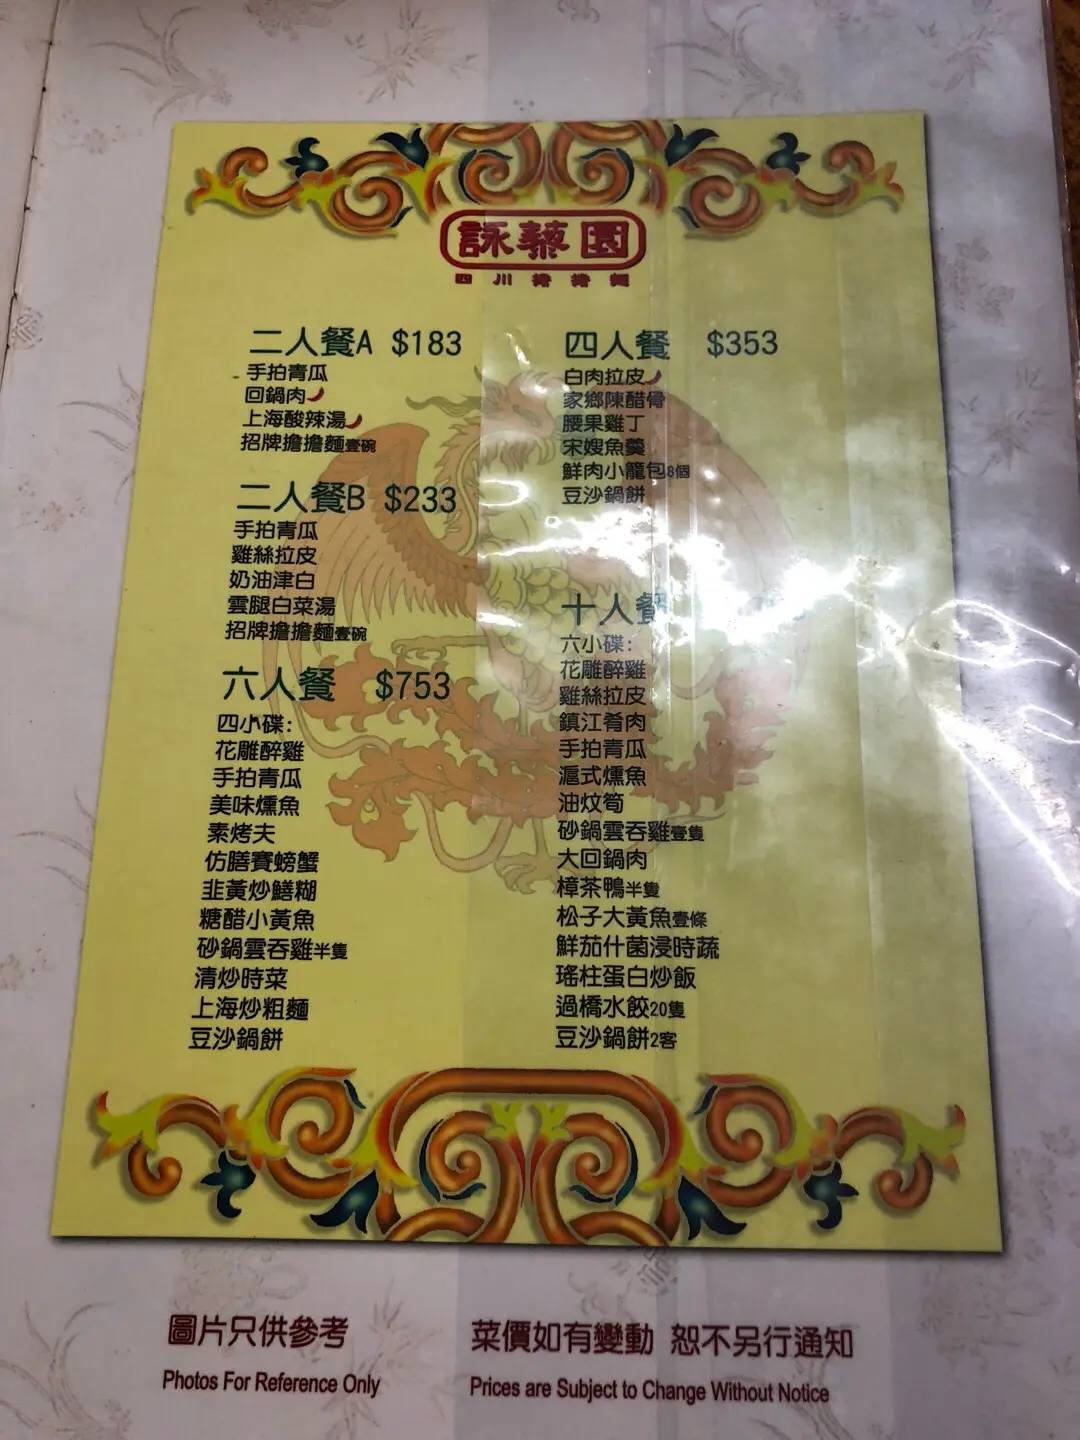 詠藜園
四川擔擔麵
二人餐A $183
手拍青瓜
回鍋肉
上海酸辣湯
招牌擔擔麵壹碗
二人餐B $233
手拍青瓜
雞絲拉皮
奶油津白
雲腿白菜湯
招牌擔擔麵壹碗
六人餐 $753
四小碟:
花雕醉雞
手拍青瓜
美味燻魚
素烤夫
仿膳賽螃蟹
韭黃炒鱔糊
糖醋小黃魚
砂鍋雲吞雞半隻
清炒時菜
上海炒粗麵
豆沙鍋餅
四人餐 $353
白肉拉皮
家鄉陳醋骨
腰果雞丁
宋嫂魚羹
鮮肉小籠包8個
豆沙鍋餅
十人餐
六小碟:
花雕醉雞
雞絲拉皮
鎮江肴肉
手拍青瓜
滬式燻魚
油炆筍
砂鍋雲吞雞壹隻
大回鍋肉
樟茶鴨半隻
松子大黃魚壹條
鮮茄什菌浸時蔬
瑤柱蛋白炒飯
過橋水餃20隻
豆沙鍋餅2客
圖片只供參考
Photos For Reference Only
菜價如有變動 恕不另行通知
Prices are Subject to Change Without Notice